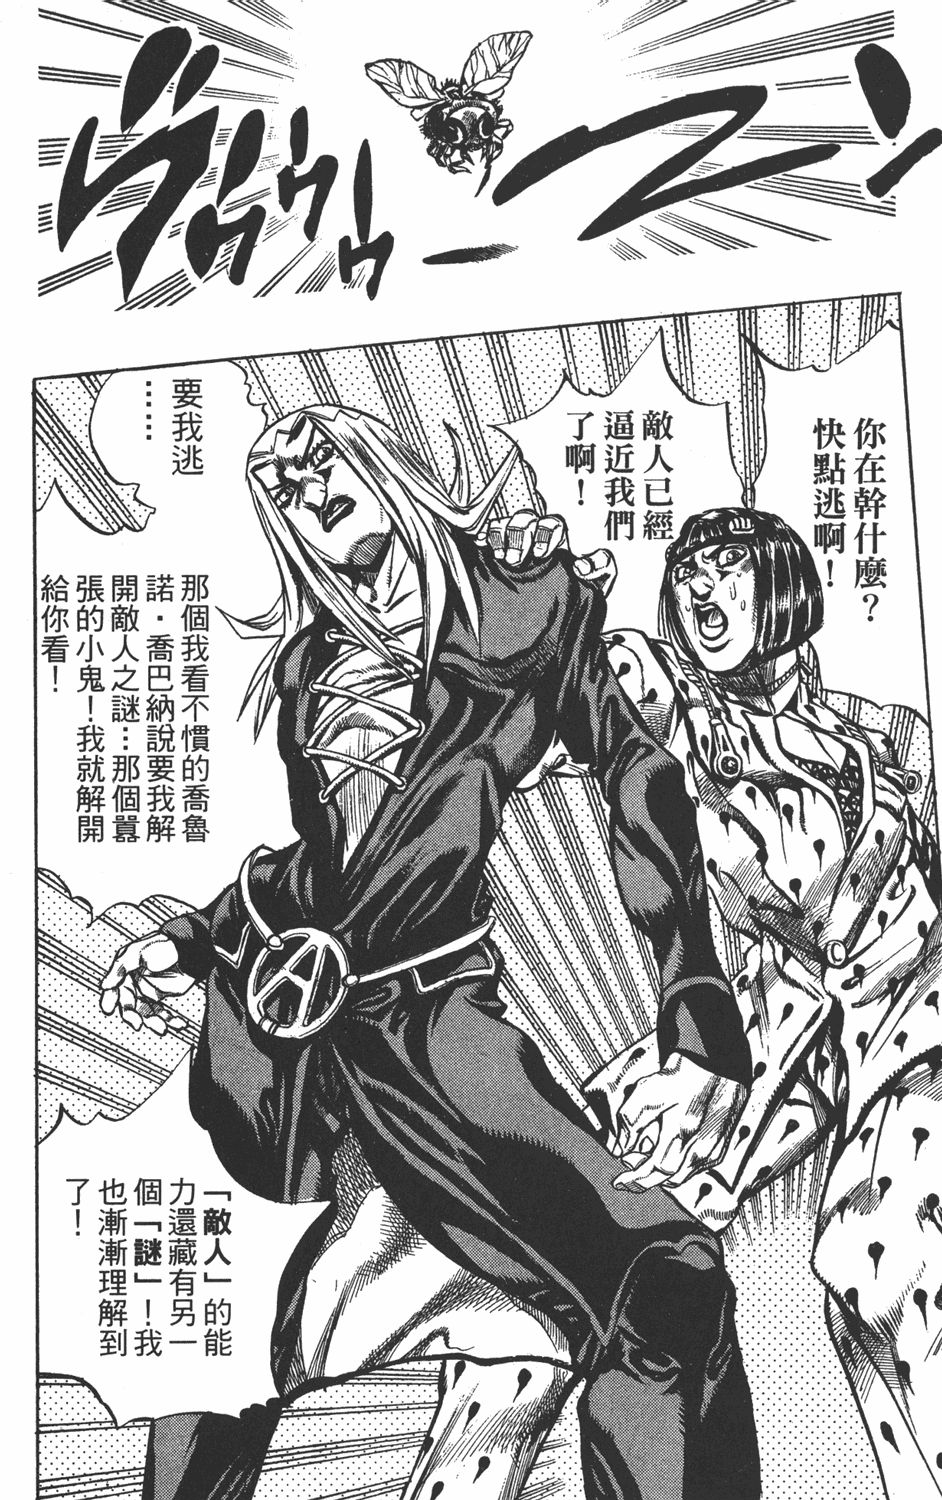 ヴウウウーーーン
你在幹什麼？
快點逃啊！
敵人已經
逼近我們
了啊！
要我逃
……
那個我看不慣的喬魯
諾·喬巴納說要我解
開敵人之謎…那個囂
張的小鬼！我就解開
給你看！
「敵人」的能
力還藏有另一
個「謎」！我
也漸漸理解到
了！
A